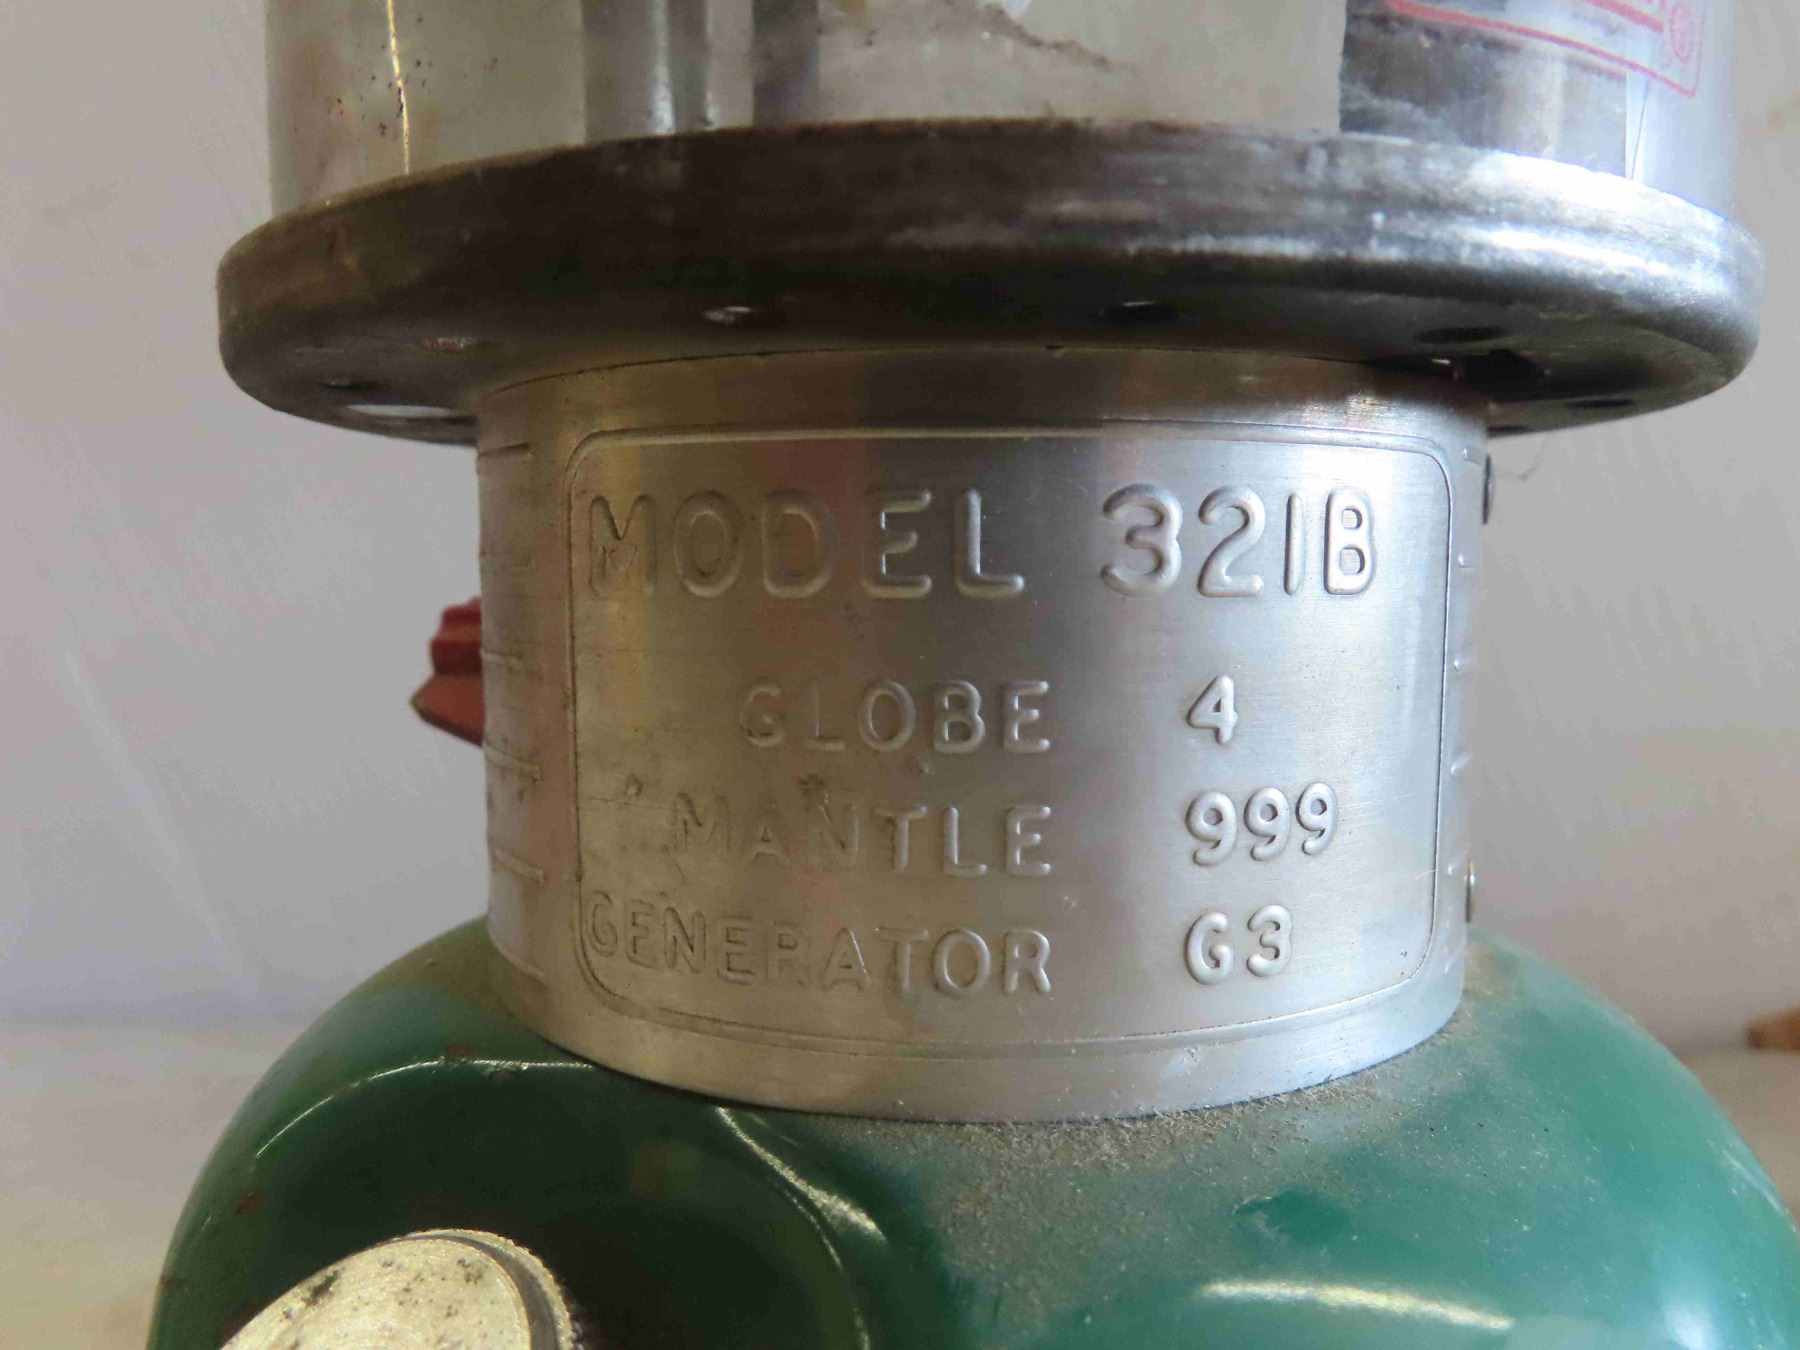 MODEL 321B
GLOBE 4
MANTLE 999
GENERATOR G3